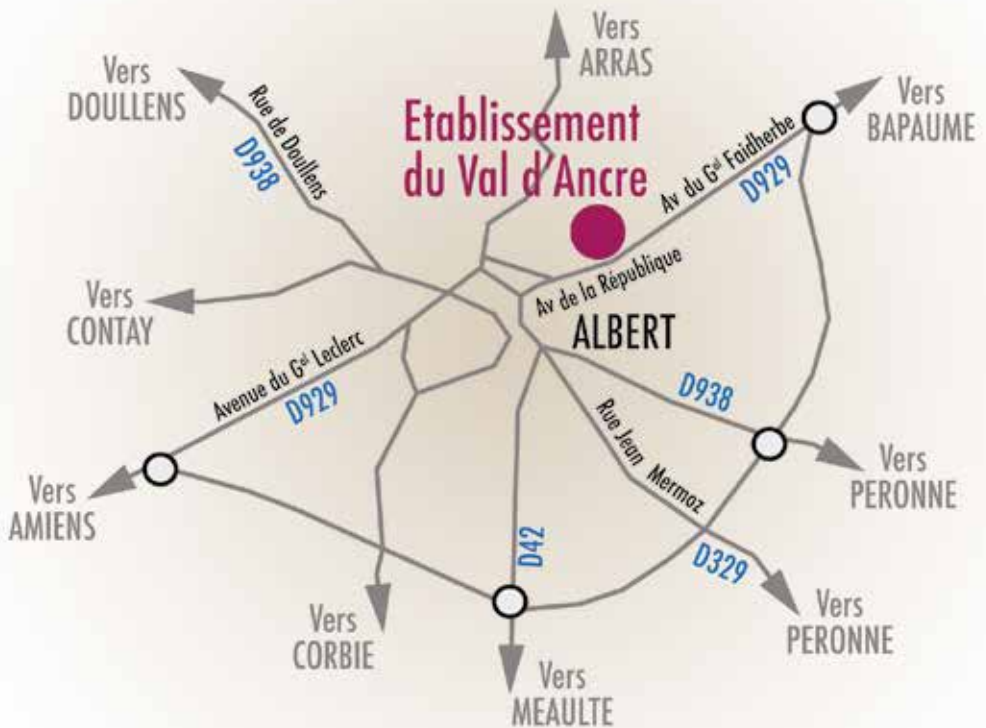 Vers
ARRAS
Vers
DOULLENS
Rue de Doullens
D938
Etablissement
du Val d'Ancre
Av du Gal Faidherbe
D929
Vers
BAPAUME
Vers
CONTAY
Av de la République
ALBERT
Avenue du Gal Leclerc
D929
D938
Rue Jean Mermoz
Vers
PERONNE
Vers
AMIENS
D42
D329
Vers
CORBIE
Vers
PERONNE
Vers
MEAULTE